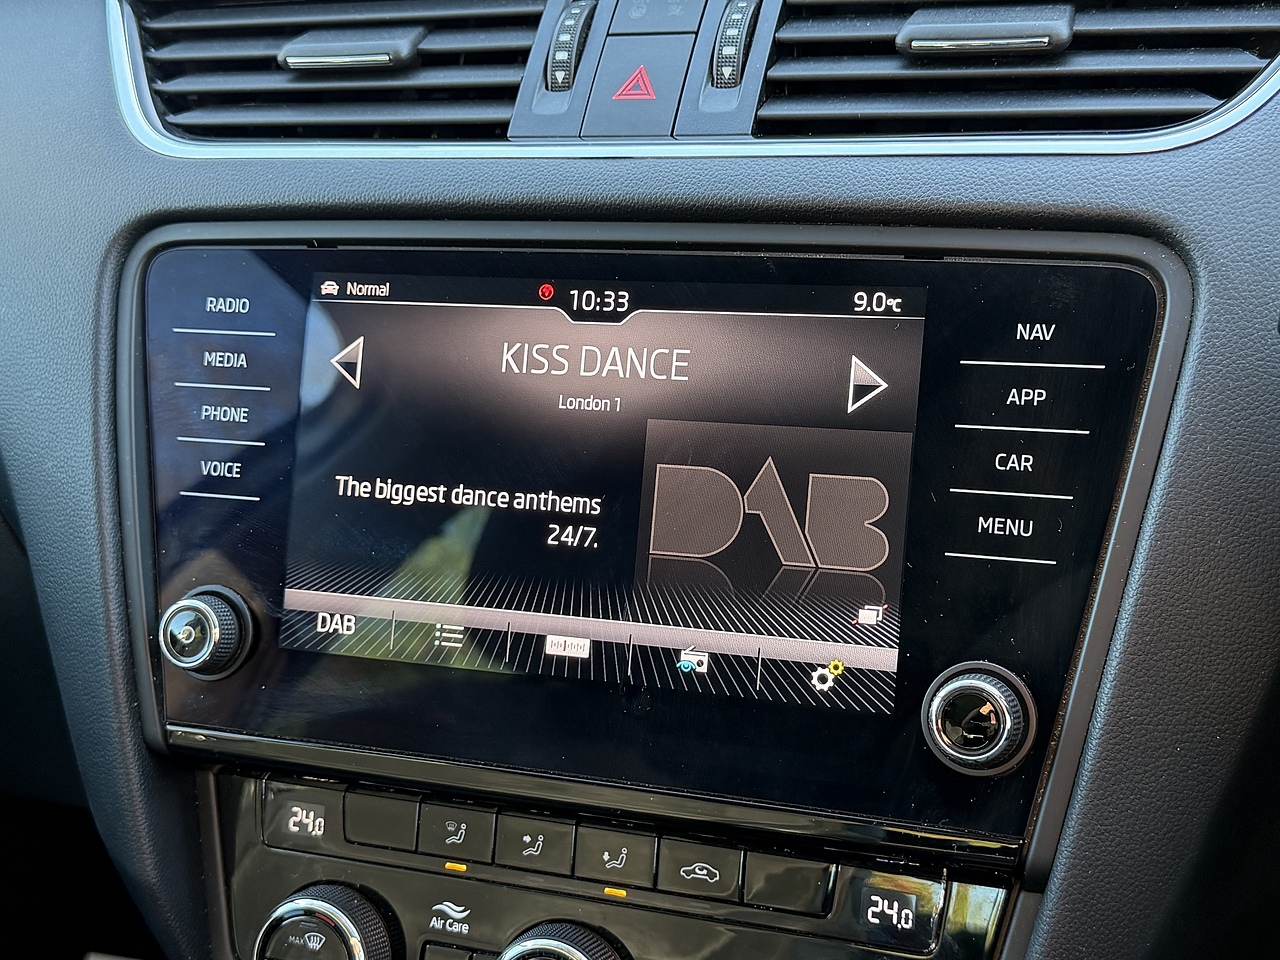 RADIO
MEDIA
PHONE
VOICE
Normal
10:33
9.0°C
KISS DANCE
London 1
The biggest dance anthems
24/7.
DAB
DAB
NAV
APP
CAR
MENU
24.0
24.0
Air Care
MAX